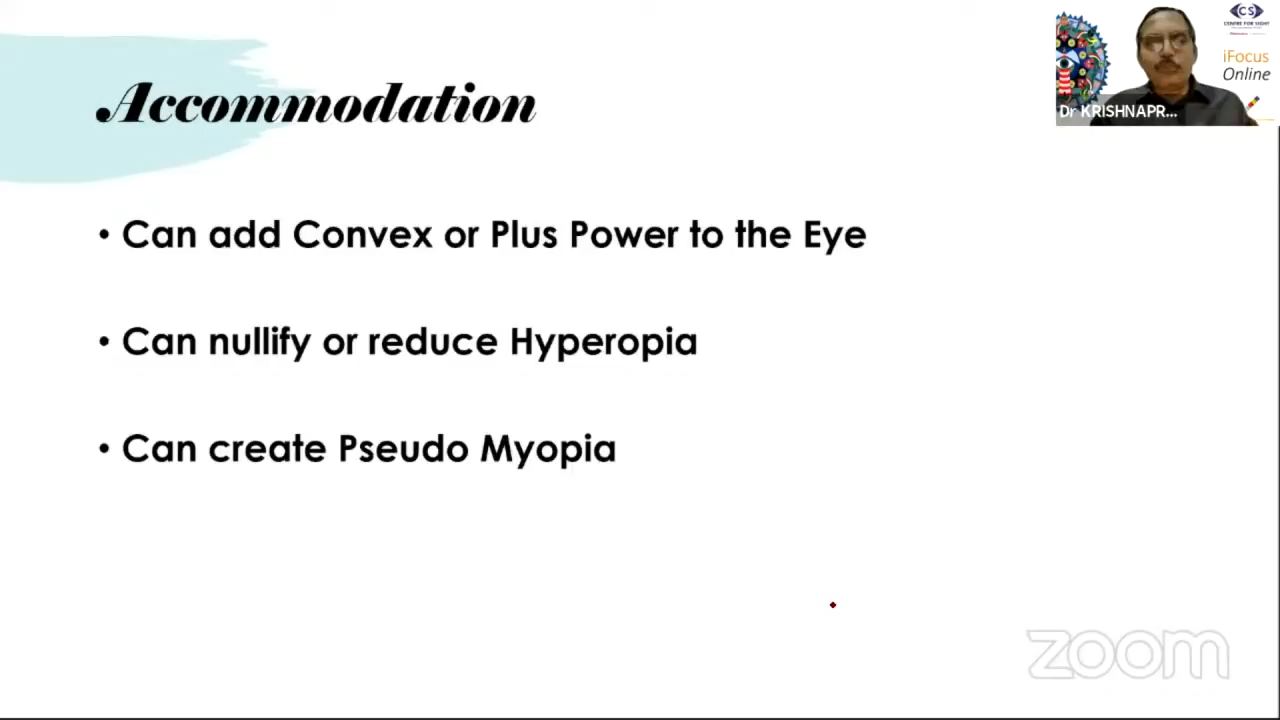 Accommodation
• Can add Convex or Plus Power to the Eye
• Can nullify or reduce Hyperopia
• Can create Pseudo Myopia
CS
CENTRE FOR SIGHT
iFocus
Online
Dr KRISHNAPR...
zoom